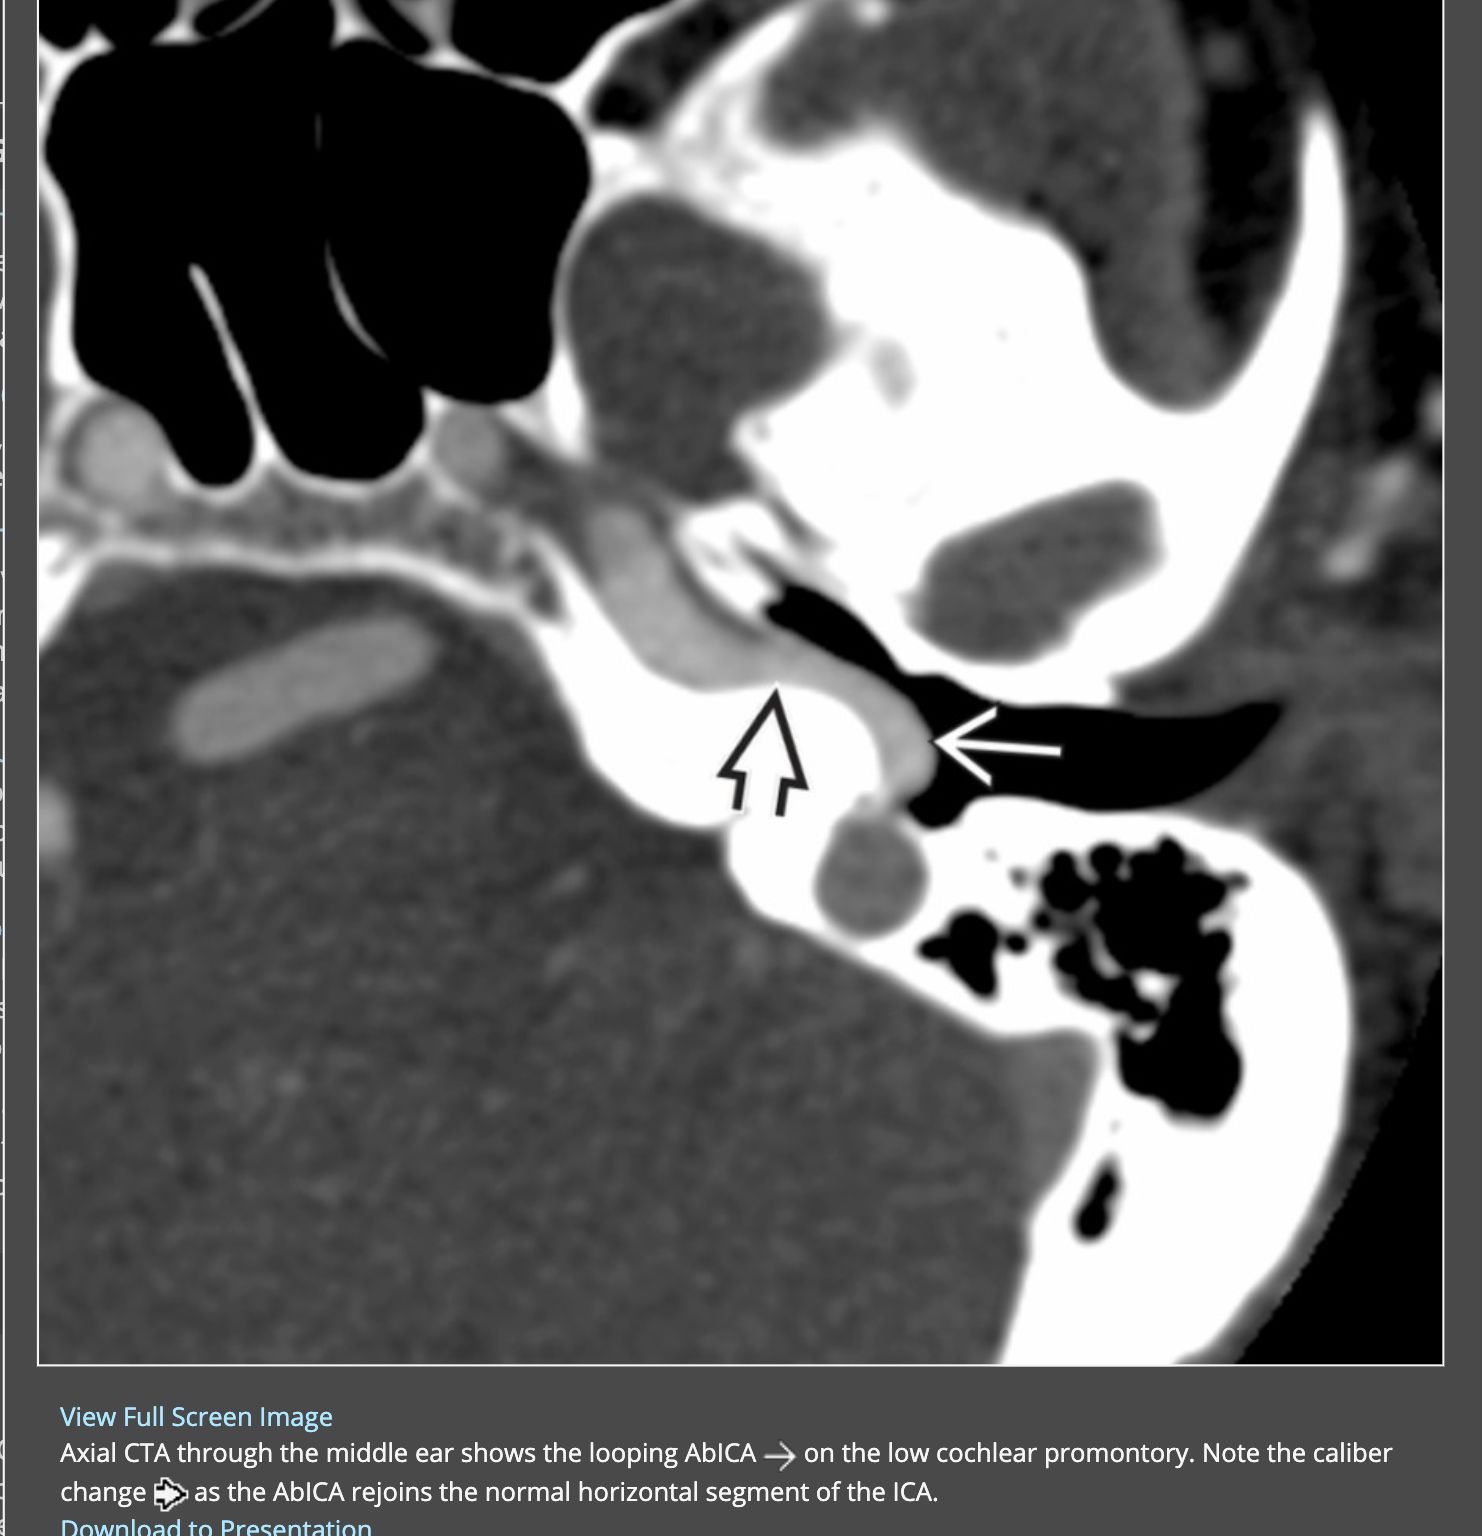 View Full Screen Image
Axial CTA through the middle ear shows the looping AbICA → on the low cochlear promontory. Note the caliber
change ➩ as the AbICA rejoins the normal horizontal segment of the ICA.
Download to Presentation